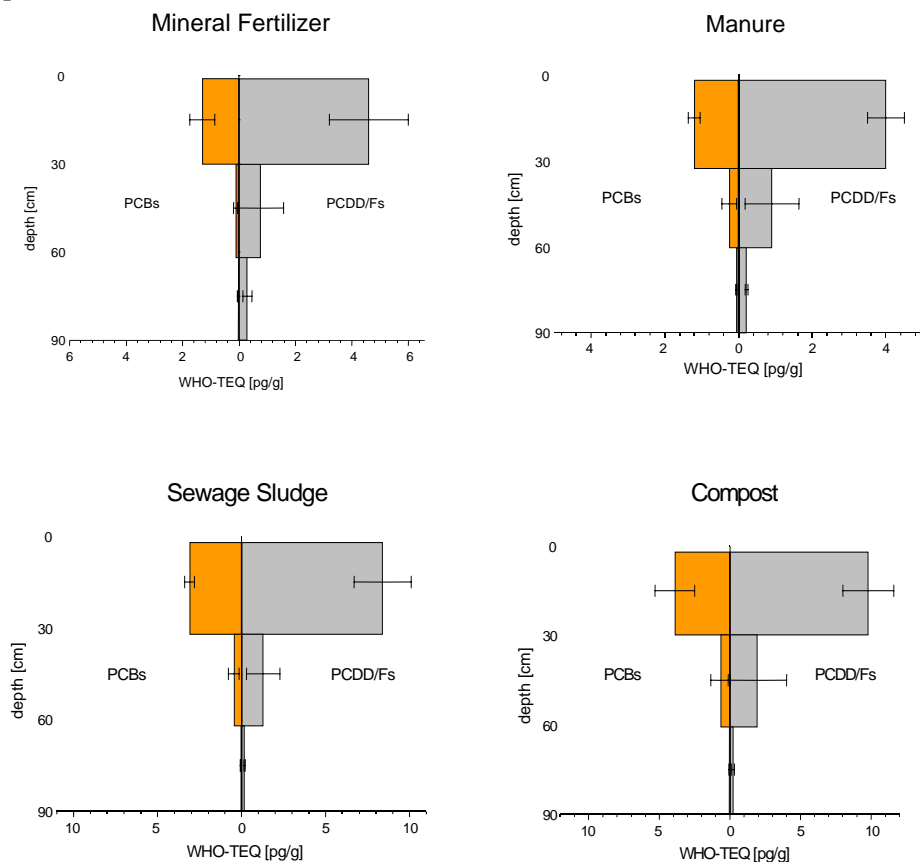 Mineral Fertilizer
0
30
60
90
depth [cm]
PCBs
PCDD/Fs
6 4 2 0 2 4 6
WHO-TEQ [pg/g]
Manure
0
30
60
90
depth [cm]
PCBs
PCDD/Fs
4 2 0 2 4
WHO-TEQ [pg/g]
Sewage Sludge
0
30
60
90
depth [cm]
PCBs
PCDD/Fs
10 5 0 5 10
WHO-TEQ [pg/g]
Compost
0
30
60
90
depth [cm]
PCBs
PCDD/Fs
10 5 0 5 10
WHO-TEQ [pg/g]